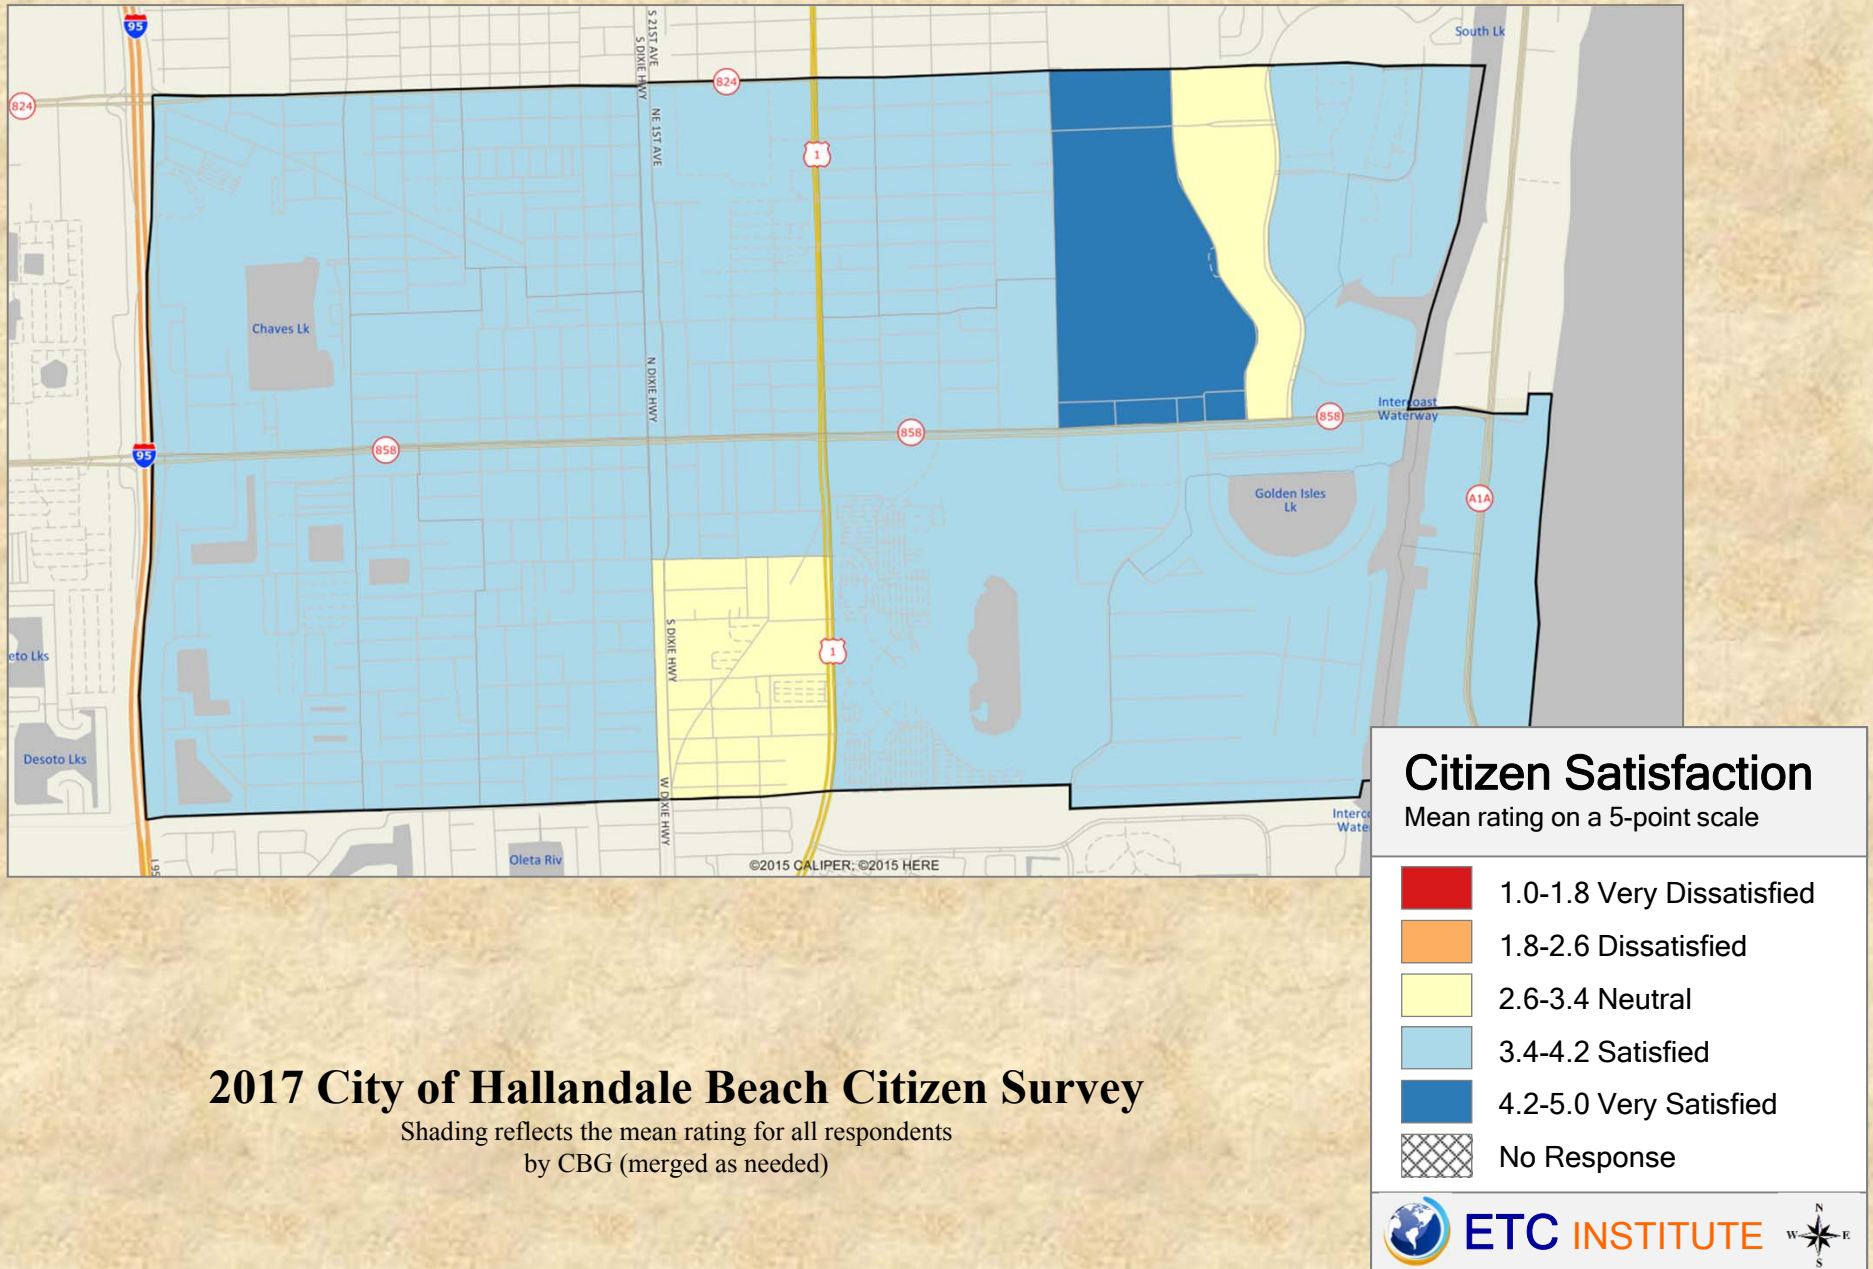 95
S 21ST AVE
S DIXIE HWY
South Lk
824
824
NE 1ST AVE
1
Chaves Lk
N DIXIE HWY
Intercoast
Waterway
858
858
858
95
Golden Isles
Lk
A1A
S DIXIE HWY
1
eto Lks
Desoto Lks
W DIXIE HWY
Interco
Wate
Oleta Riv
I 95
©2015 CALIPER; ©2015 HERE
Citizen Satisfaction
Mean rating on a 5-point scale
1.0-1.8 Very Dissatisfied
1.8-2.6 Dissatisfied
2.6-3.4 Neutral
3.4-4.2 Satisfied
4.2-5.0 Very Satisfied
No Response
2017 City of Hallandale Beach Citizen Survey
Shading reflects the mean rating for all respondents
by CBG (merged as needed)
ETC INSTITUTE
N
W E
S